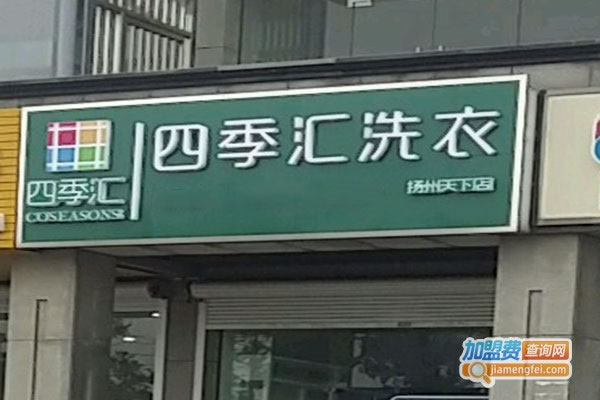 四季汇
COSEASONS
四季汇洗衣
扬州天下店
加盟费查询网
jiamengfei.com